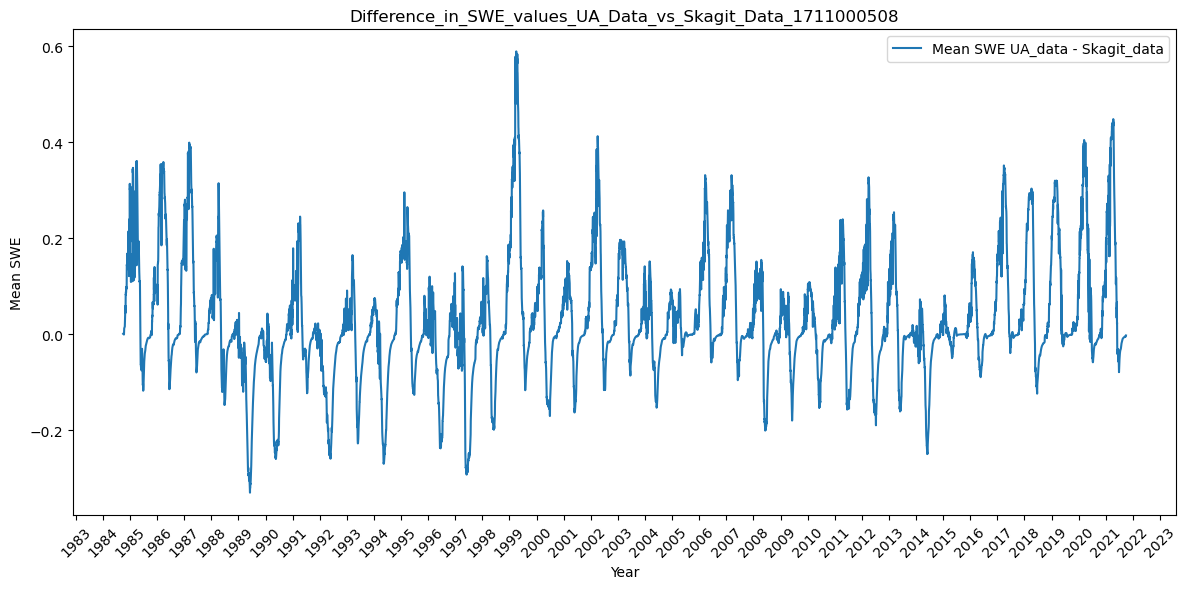 Difference_in_SWE_values_UA_Data_vs_Skagit_Data_1711000508
Mean SWE UA_data - Skagit_data
0.6
0.4
0.2
0.0
−0.2
Mean SWE
1983 1984 1985 1986 1987 1988 1989 1990 1991 1992 1993 1994 1995 1996 1997 1998 1999 2000 2001 2002 2003 2004 2005 2006 2007 2008 2009 2010 2011 2012 2013 2014 2015 2016 2017 2018 2019 2020 2021 2022 2023
Year